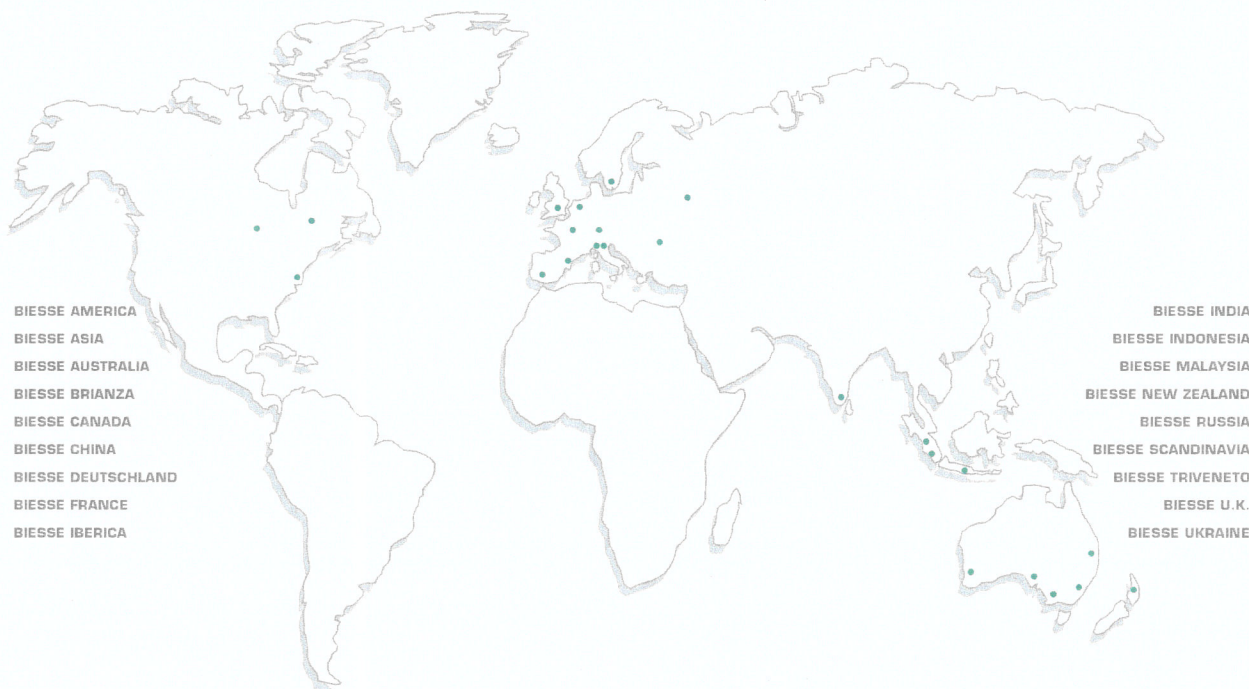 BIESSE AMERICA
BIESSE ASIA
BIESSE AUSTRALIA
BIESSE BRIANZA
BIESSE CANADA
BIESSE CHINA
BIESSE DEUTSCHLAND
BIESSE FRANCE
BIESSE IBERICA
BIESSE INDIA
BIESSE INDONESIA
BIESSE MALAYSIA
BIESSE NEW ZEALAND
BIESSE RUSSIA
BIESSE SCANDINAVIA
BIESSE TRIVENETO
BIESSE U.K.
BIESSE UKRAINE